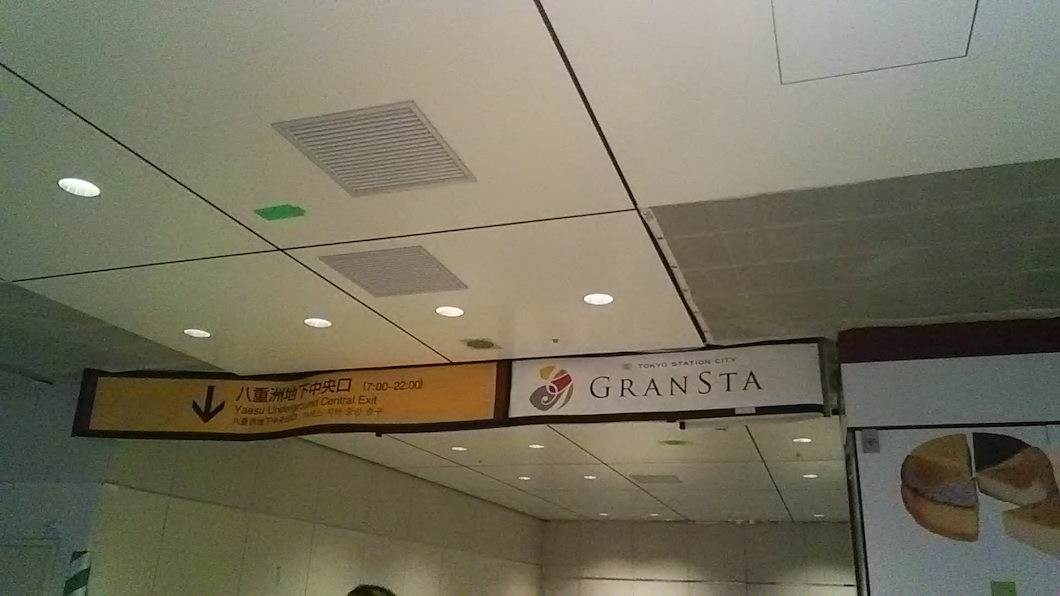 八重洲地下中央口 (7:00-22:00)
Yaesu Underground Central Exit
TOKYO STATION CITY
GRANSTA